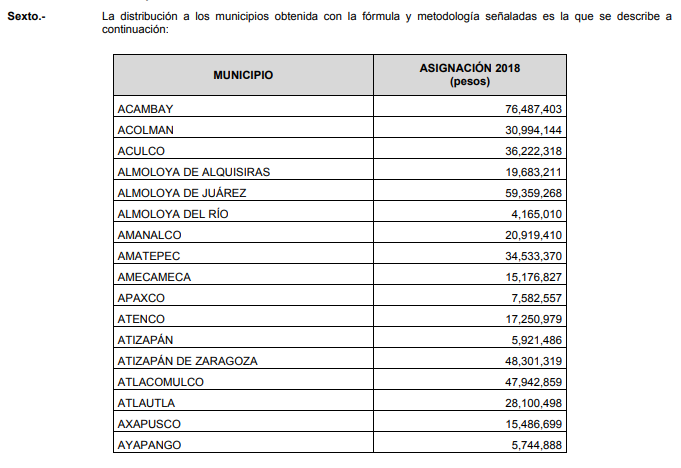 Sexto.- La distribución a los municipios obtenida con la fórmula y metodología señaladas es la que se describe a
continuación:
MUNICIPIO ASIGNACIÓN 2018
(pesos)
ACAMBAY 76,487,403
ACOLMAN 30,994,144
ACULCO 36,222,318
ALMOLOYA DE ALQUISIRAS 19,683,211
ALMOLOYA DE JUÁREZ 59,359,268
ALMOLOYA DEL RÍO 4,165,010
AMANALCO 20,919,410
AMATEPEC 34,533,370
AMECAMECA 15,176,827
APAXCO 7,582,557
ATENCO 17,250,979
ATIZAPÁN 5,921,486
ATIZAPÁN DE ZARAGOZA 48,301,319
ATLACOMULCO 47,942,859
ATLAUTLA 28,100,498
AXAPUSCO 15,486,699
AYAPANGO 5,744,888